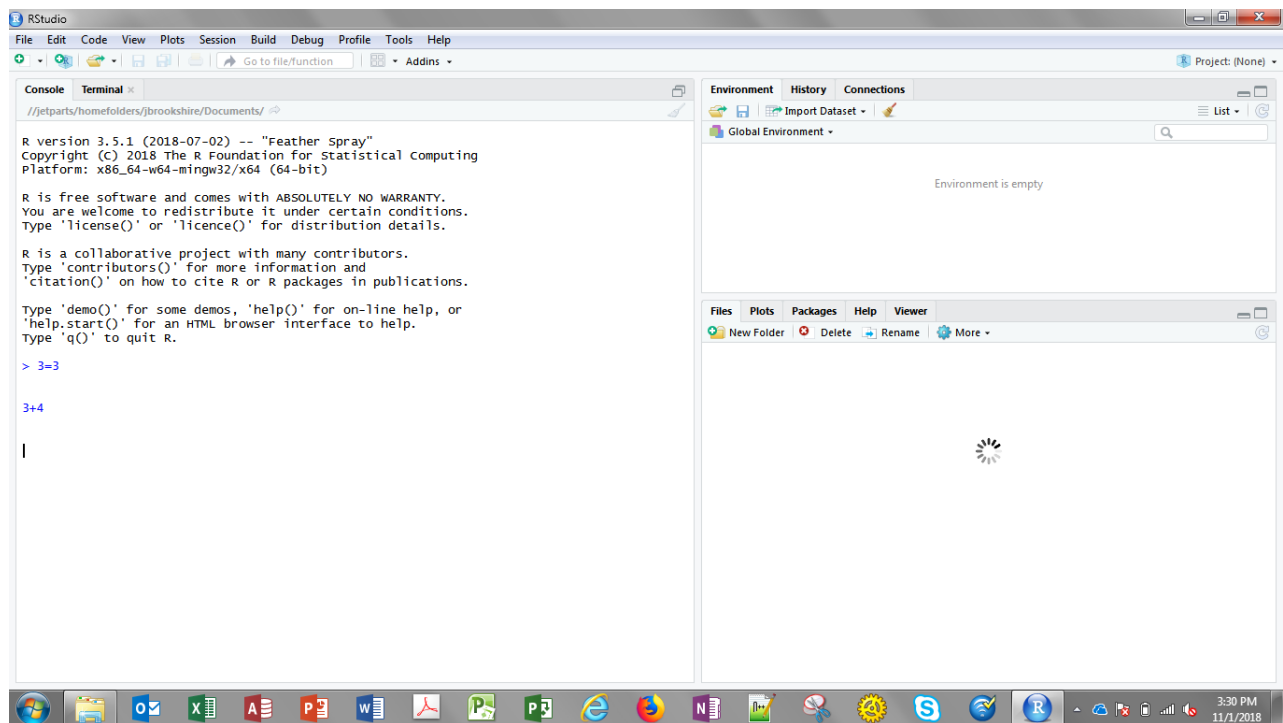 RStudio
File Edit Code View Plots Session Build Debug Profile Tools Help
Go to file/function Addins Project: (None)
Console Terminal
//jetparts/homefolders/jbrookshire/Documents/
R version 3.5.1 (2018-07-02) -- "Feather Spray"
Copyright (C) 2018 The R Foundation for Statistical Computing
Platform: x86_64-w64-mingw32/x64 (64-bit)
R is free software and comes with ABSOLUTELY NO WARRANTY.
You are welcome to redistribute it under certain conditions.
Type 'license()' or 'licence()' for distribution details.
R is a collaborative project with many contributors.
Type 'contributors()' for more information and
'citation()' on how to cite R or R packages in publications.
Type 'demo()' for some demos, 'help()' for on-line help, or
'help.start()' for an HTML browser interface to help.
Type 'q()' to quit R.
> 3=3
3+4
Environment History Connections
Import Dataset List
Global Environment
Environment is empty
Files Plots Packages Help Viewer
New Folder Delete Rename More
3:30 PM
11/1/2018